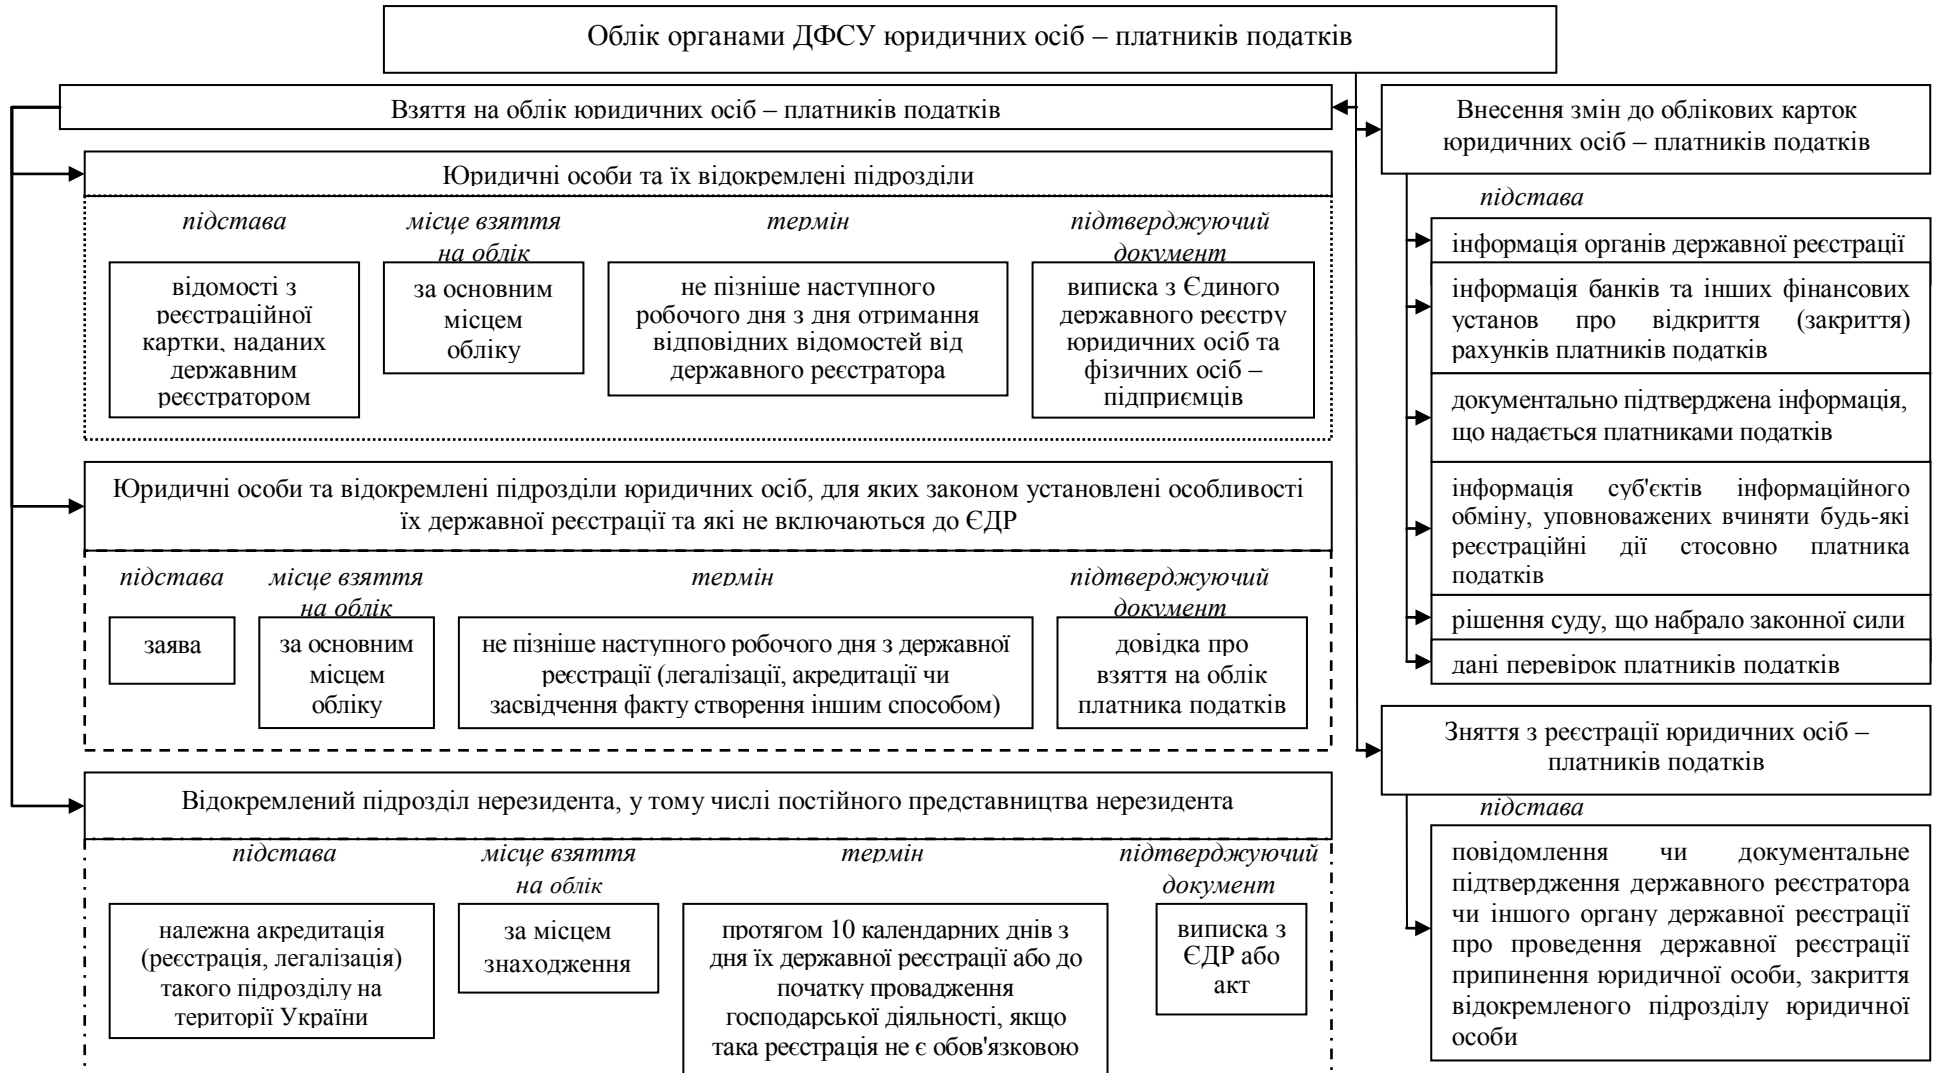 Облік органами ДФСУ юридичних осіб – платників податків
Взяття на облік юридичних осіб – платників податків
Юридичні особи та їх відокремлені підрозділи
підстава
місце взяття
на облік
термін
підтверджуючий
документ
відомості з
реєстраційної
картки, наданих
державним
реєстратором
за основним
місцем
обліку
не пізніше наступного
робочого дня з дня отримання
відповідних відомостей від
державного реєстратора
виписка з Єдиного
державного реєстру
юридичних осіб та
фізичних осіб –
підприємців
Юридичні особи та відокремлені підрозділи юридичних осіб, для яких законом установлені особливості
їх державної реєстрації та які не включаються до ЄДР
підстава
місце взяття
на облік
термін
підтверджуючий
документ
заява
за основним
місцем
обліку
не пізніше наступного робочого дня з державної
реєстрації (легалізації, акредитації чи
засвідчення факту створення іншим способом)
довідка про
взяття на облік
платника податків
Відокремлений підрозділ нерезидента, у тому числі постійного представництва нерезидента
підстава
місце взяття
на облік
термін
підтверджуючий
документ
належна акредитація
(реєстрація, легалізація)
такого підрозділу на
території України
за місцем
знаходження
протягом 10 календарних днів з
дня їх державної реєстрації або до
початку провадження
господарської діяльності, якщо
така реєстрація не є обов'язковою
виписка з
ЄДР або
акт
Внесення змін до облікових карток
юридичних осіб – платників податків
підстава
інформація органів державної реєстрації
інформація банків та інших фінансових
установ про відкриття (закриття)
рахунків платників податків
документально підтверджена інформація,
що надається платниками податків
інформація суб'єктів інформаційного
обміну, уповноважених вчиняти будь-які
реєстраційні дії стосовно платника
податків
рішення суду, що набрало законної сили
дані перевірок платників податків
Зняття з реєстрації юридичних осіб –
платників податків
підстава
повідомлення чи документальне
підтвердження державного реєстратора
чи іншого органу державної реєстрації
про проведення державної реєстрації
припинення юридичної особи, закриття
відокремленого підрозділу юридичної
особи